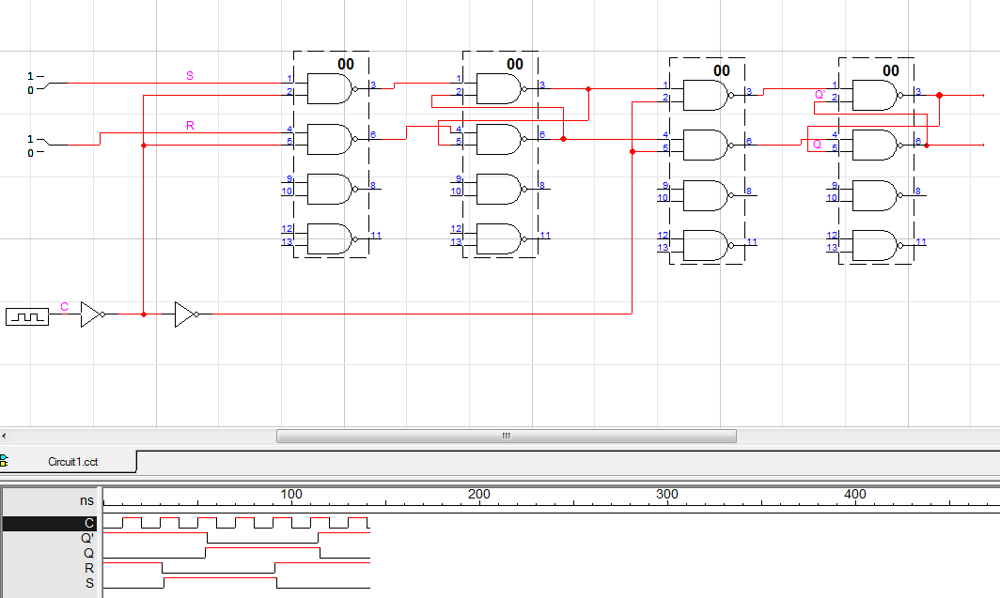 00 00 00 00
1 S 1 3 1 3 1 3 1 3
0 2 2 2 Q' 2
1 R 4 6 4 6 4 6 4 6
0 5 5 5 Q 5
9 8 9 8 9 8 9 8
10 10 10 10
12 11 12 11 12 11 12 11
13 13 13 13
C
Circuit1.cct
ns 100 200 300 400
C
Q'
Q
R
S